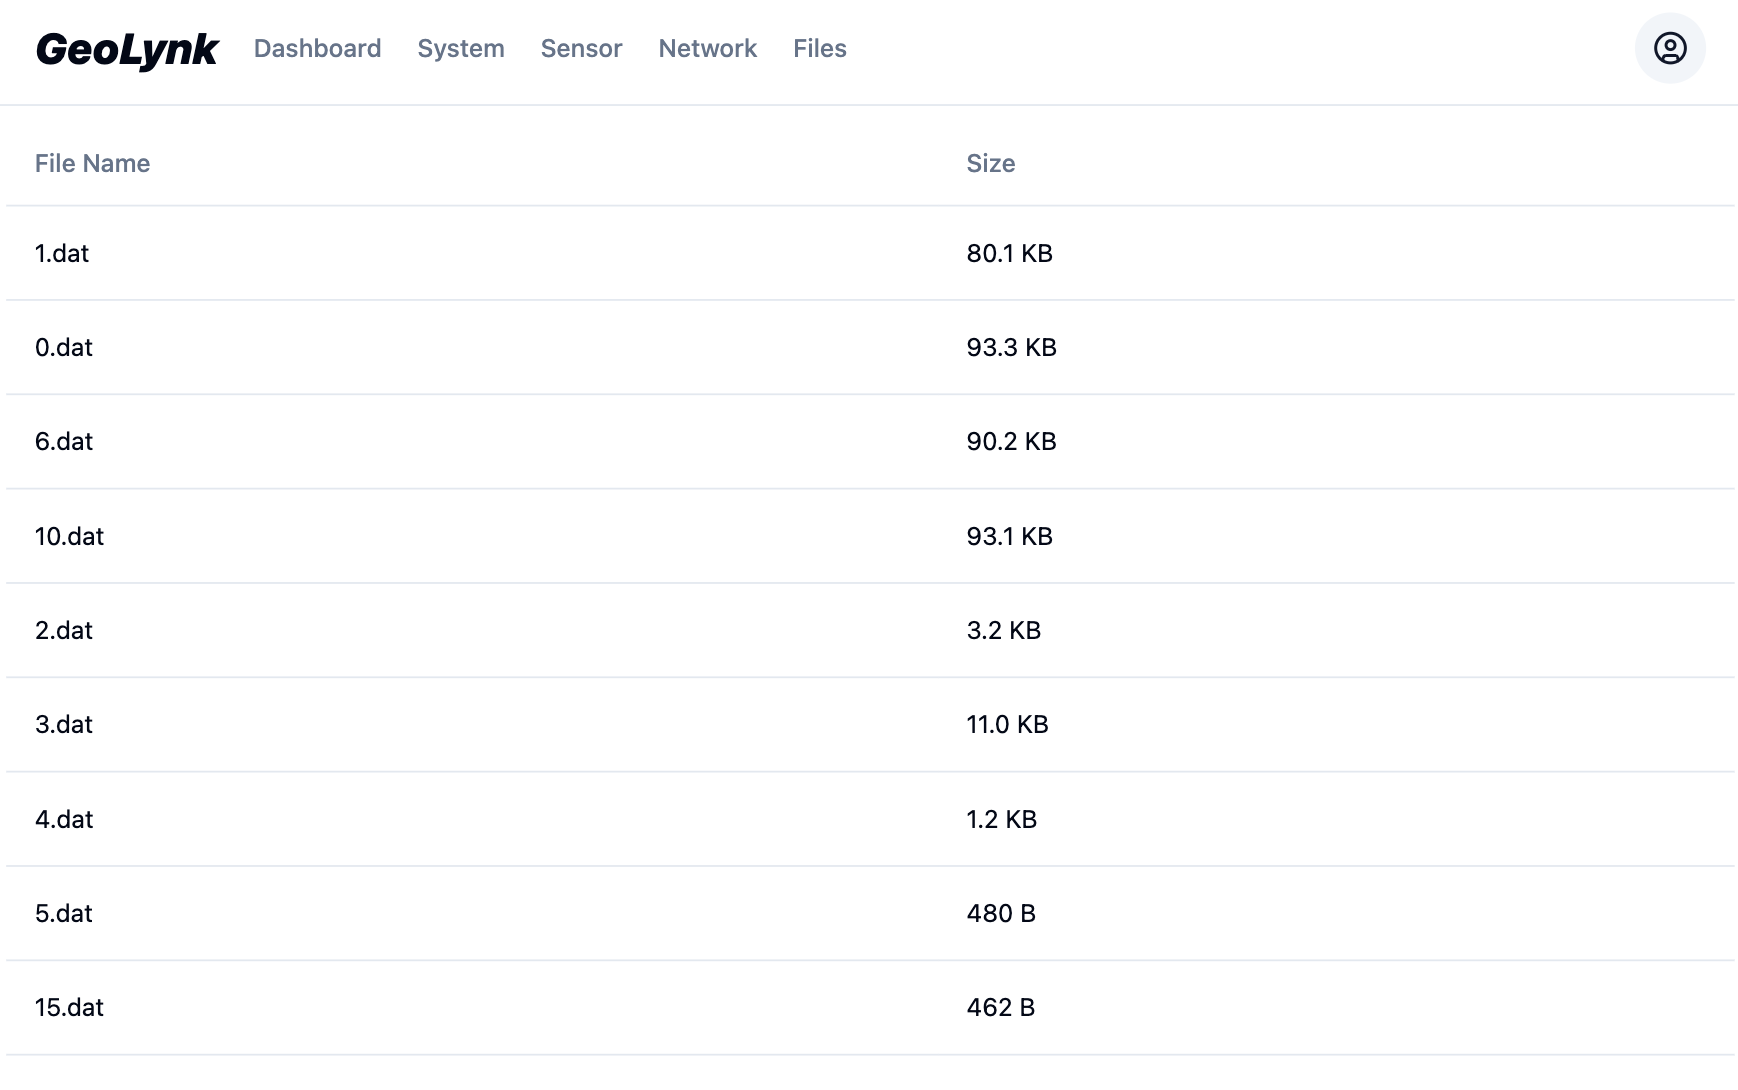 GeoLynk Dashboard System Sensor Network Files
File Name Size
1.dat 80.1 KB
0.dat 93.3 KB
6.dat 90.2 KB
10.dat 93.1 KB
2.dat 3.2 KB
3.dat 11.0 KB
4.dat 1.2 KB
5.dat 480 B
15.dat 462 B